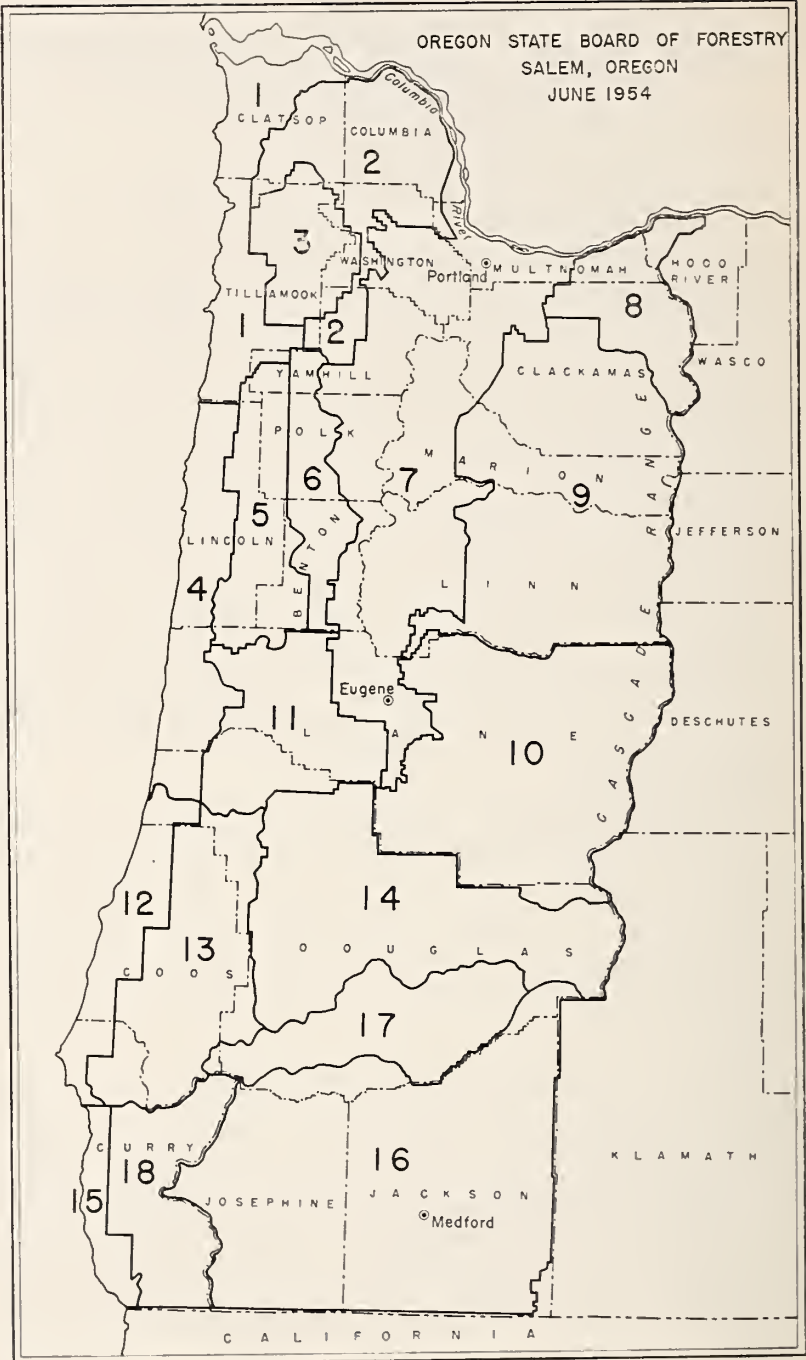 OREGON STATE BOARD OF FORESTRY
SALEM, OREGON
JUNE 1954
Columbia
River
1
CLATSOP
COLUMBIA
2
3
WASHINGTON
Portland
MULTNOMAH
HOOD
RIVER
TILLAMOOK
8
1
2
WASCO
YAMHILL
CLACKAMAS
POLK
MARION
6
7
9
5
CASCADE RANGE
LINCOLN
JEFFERSON
BENTON
LINN
4
Eugene
11
LANE
DESCHUTES
10
12
14
13
DOUGLAS
COOS
17
CURRY
18
16
KLAMATH
15
JOSEPHINE
JACKSON
Medford
CALIFORNIA